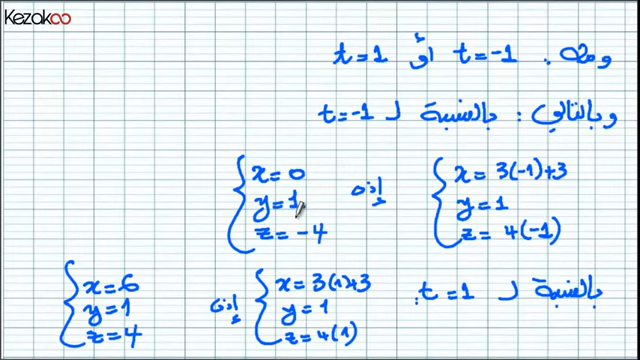 Kezakoo
ومنه : t = -1 أو t = 1
وبالتالي : بالنسبة لـ t = -1
x = 3(-1)+3 إذن x = 0
y = 1 y = 1
z = 4(-1) z = -4
بالنسبة لـ t = 1 : x = 3(1)+3 إذن x = 6
y = 1 y = 1
z = 4(1) z = 4